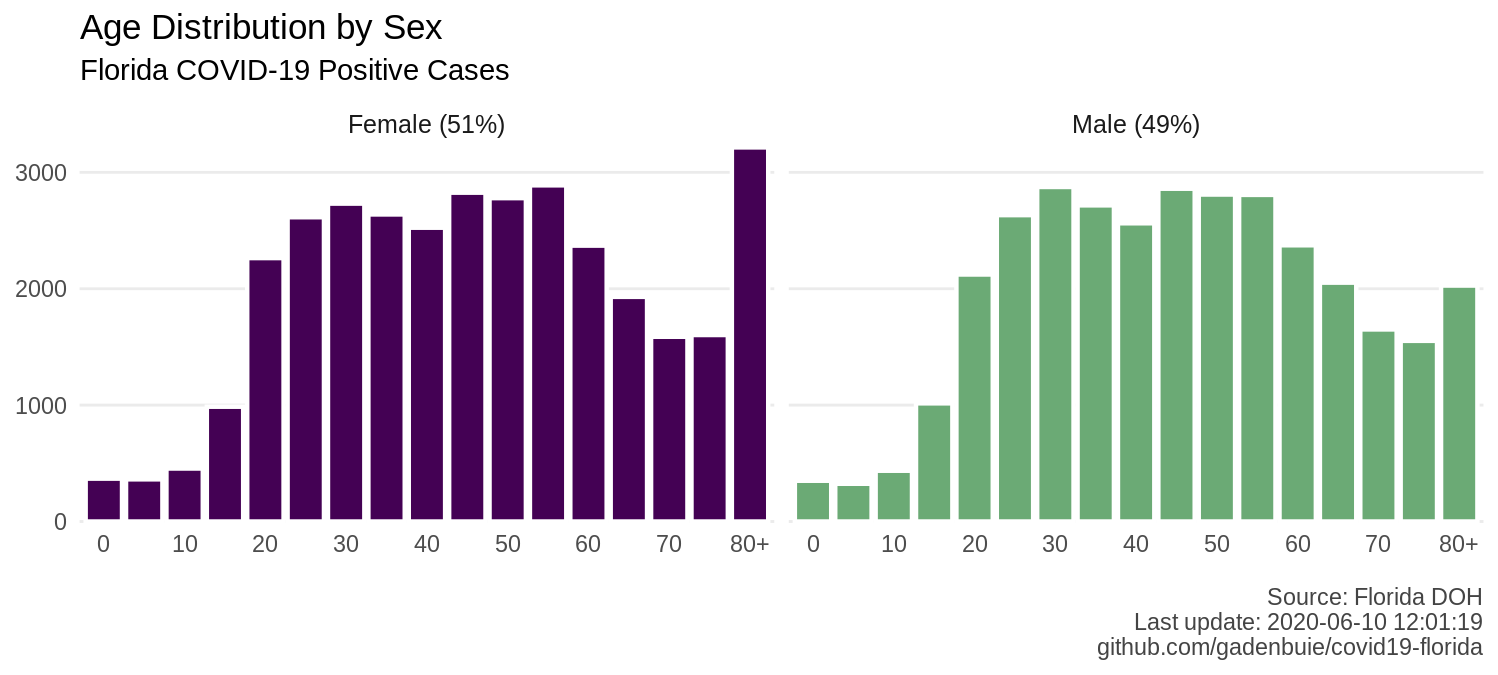 Age Distribution by Sex
Florida COVID-19 Positive Cases
Female (51%)
Male (49%)
3000
2000
1000
0
0 10 20 30 40 50 60 70 80+
0 10 20 30 40 50 60 70 80+
Source: Florida DOH
Last update: 2020-06-10 12:01:19
github.com/gadenbuie/covid19-florida